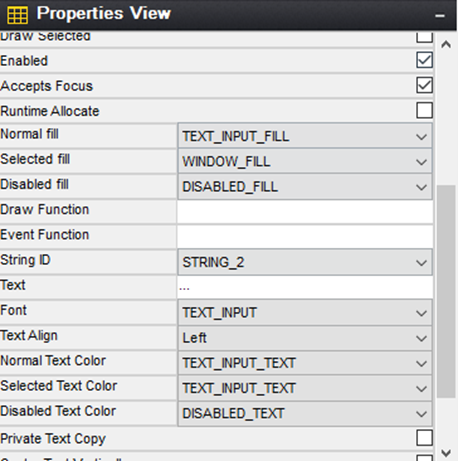 Properties View
Draw Selected
Enabled
Accepts Focus
Runtime Allocate
Normal fill TEXT_INPUT_FILL
Selected fill WINDOW_FILL
Disabled fill DISABLED_FILL
Draw Function
Event Function
String ID STRING_2
Text ...
Font TEXT_INPUT
Text Align Left
Normal Text Color TEXT_INPUT_TEXT
Selected Text Color TEXT_INPUT_TEXT
Disabled Text Color DISABLED_TEXT
Private Text Copy